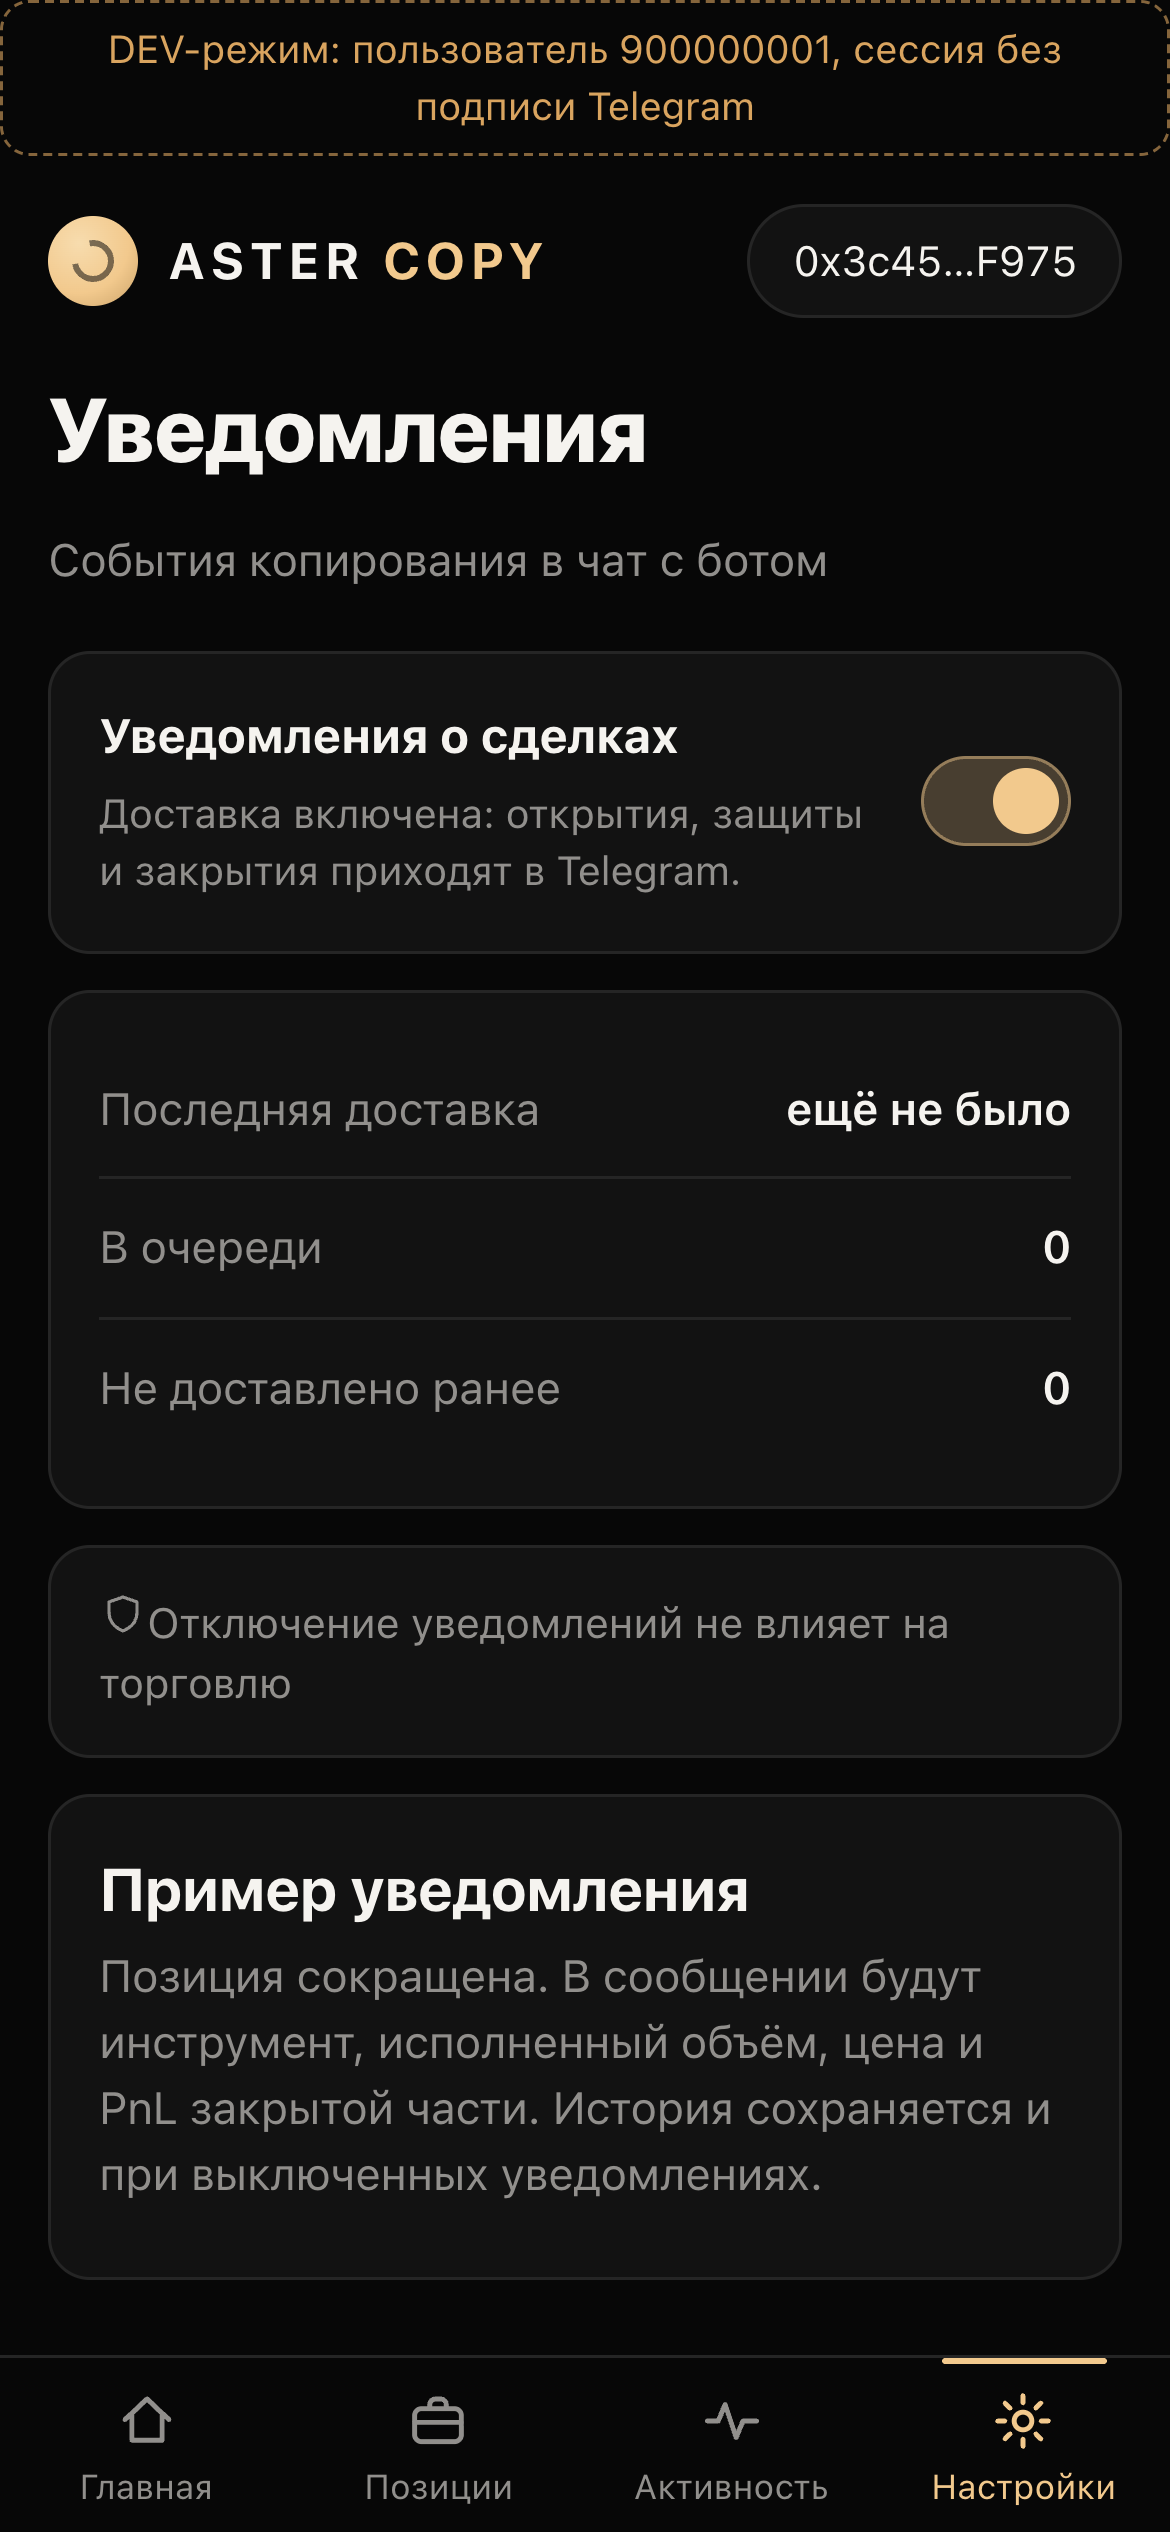 DEV-режим: пользователь 900000001, сессия без
подписи Telegram
ASTER COPY
0x3c45...F975
Уведомления
События копирования в чат с ботом
Уведомления о сделках
Доставка включена: открытия, защиты
и закрытия приходят в Telegram.
Последняя доставка ещё не было
В очереди 0
Не доставлено ранее 0
Отключение уведомлений не влияет на
торговлю
Пример уведомления
Позиция сокращена. В сообщении будут
инструмент, исполненный объём, цена и
PnL закрытой части. История сохраняется и
при выключенных уведомлениях.
Главная
Позиции
Активность
Настройки